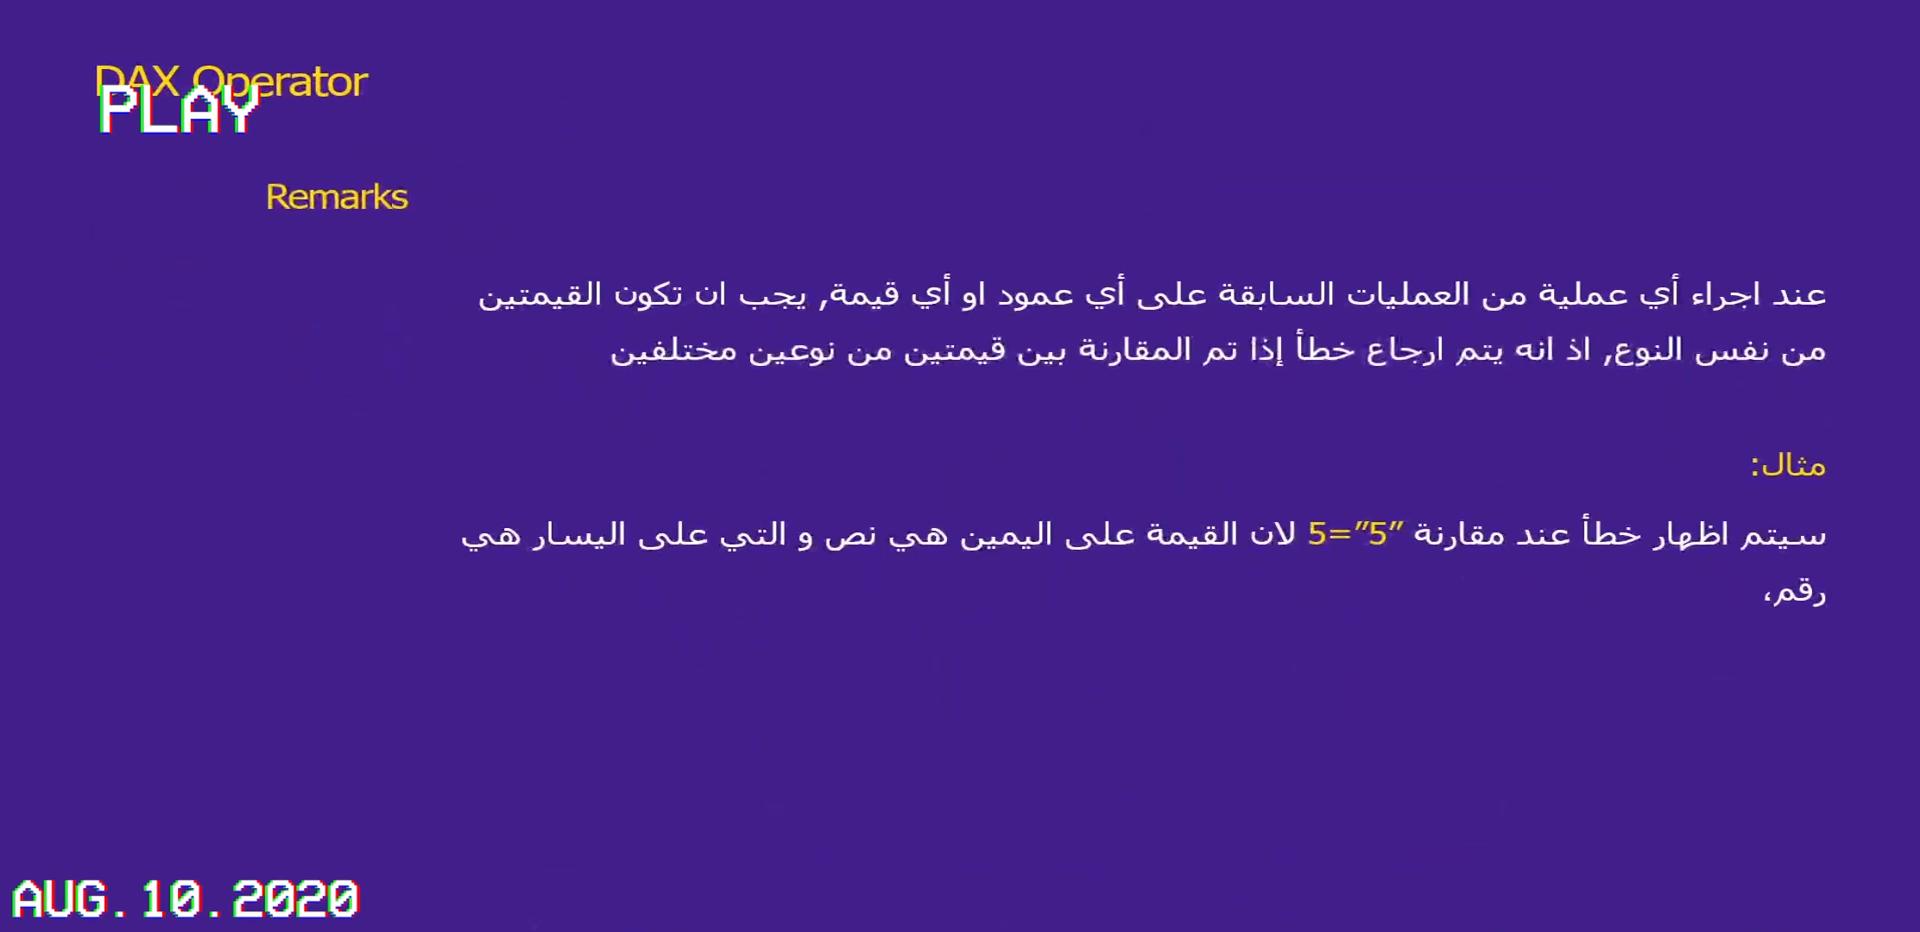 DAX Operator
PLAY
Remarks
عند اجراء أي عملية من العمليات السابقة على أي عمود او أي قيمة, يجب ان تكون القيمتين
من نفس النوع, اذ انه يتم ارجاع خطأ إذا تم المقارنة بين قيمتين من نوعين مختلفين
مثال:
سيتم اظهار خطأ عند مقارنة 5="5" لان القيمة على اليمين هي نص و التي على اليسار هي
رقم،
AUG.10.2020